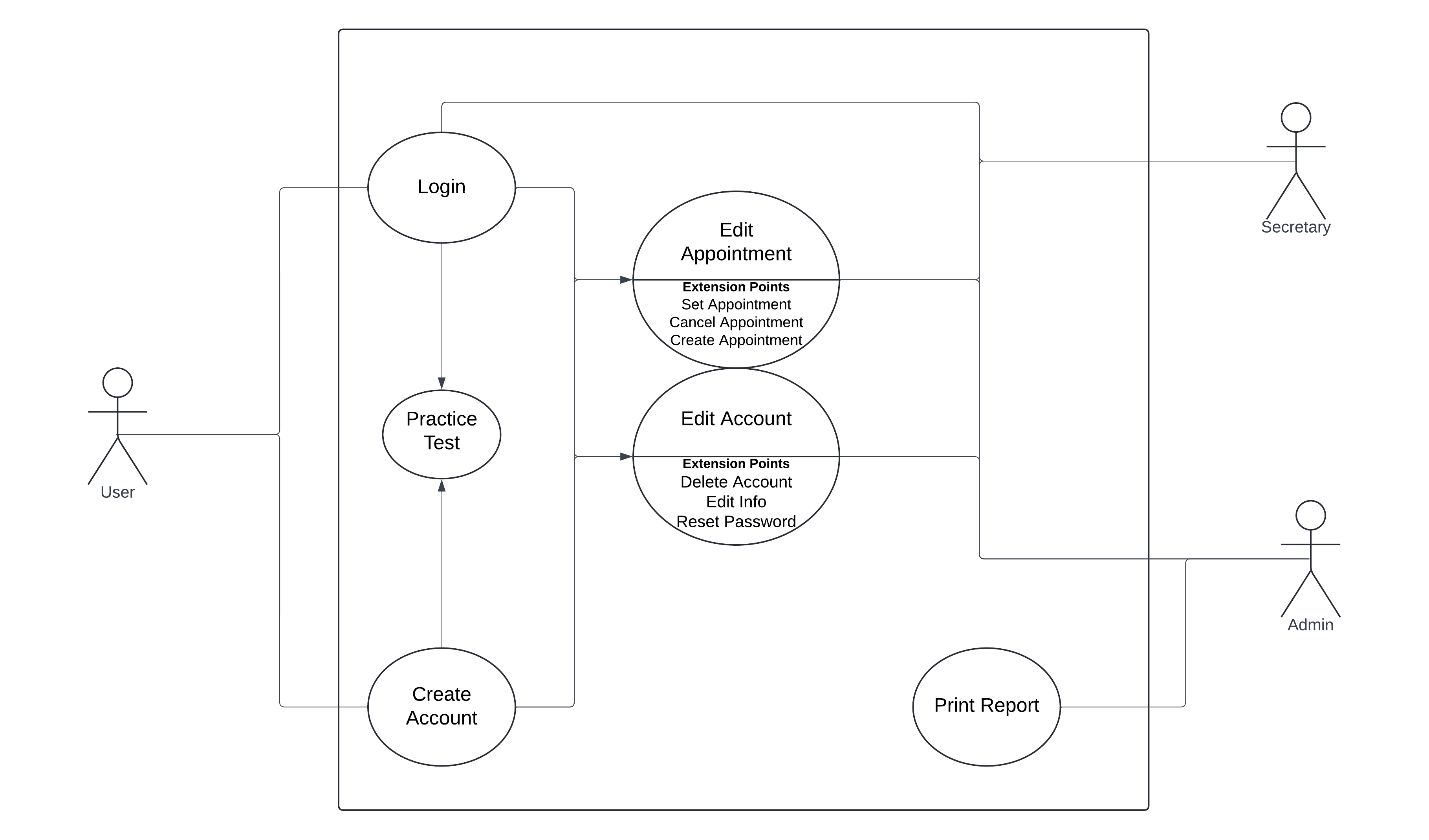 Login
Secretary
Edit
Appointment
Extension Points
Set Appointment
Cancel Appointment
Create Appointment
Practice
Test
Edit Account
Extension Points
Delete Account
Edit Info
Reset Password
User
Admin
Create
Account
Print Report